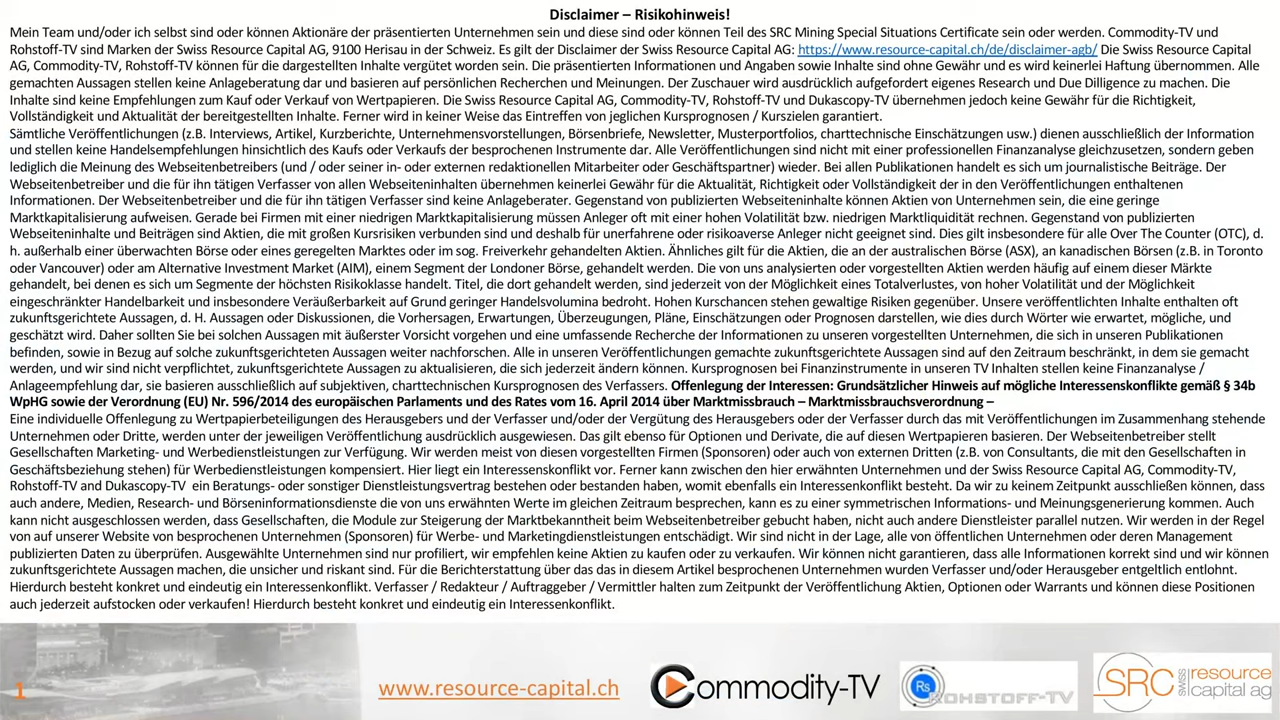 Disclaimer – Risikohinweis!
Mein Team und/oder ich selbst sind oder können Aktionäre der präsentierten Unternehmen sein und diese sind oder können Teil des SRC Mining Special Situations Certificate sein oder werden. Commodity-TV und
Rohstoff-TV sind Marken der Swiss Resource Capital AG, 9100 Herisau in der Schweiz. Es gilt der Disclaimer der Swiss Resource Capital AG: https://www.resource-capital.ch/de/disclaimer-agb/ Die Swiss Resource Capital
AG, Commodity-TV, Rohstoff-TV können für die dargestellten Inhalte vergütet worden sein. Die präsentierten Informationen und Angaben sowie Inhalte sind ohne Gewähr und es wird keinerlei Haftung übernommen. Alle
gemachten Aussagen stellen keine Anlageberatung dar und basieren auf persönlichen Recherchen und Meinungen. Der Zuschauer wird ausdrücklich aufgefordert eigenes Research und Due Dilligence zu machen. Die
Inhalte sind keine Empfehlungen zum Kauf oder Verkauf von Wertpapieren. Die Swiss Resource Capital AG, Commodity-TV, Rohstoff-TV und Dukascopy-TV übernehmen jedoch keine Gewähr für die Richtigkeit,
Vollständigkeit und Aktualität der bereitgestellten Inhalte. Ferner wird in keiner Weise das Eintreffen von jeglichen Kursprognosen / Kurszielen garantiert.
Sämtliche Veröffentlichungen (z.B. Interviews, Artikel, Kurzberichte, Unternehmensvorstellungen, Börsenbriefe, Newsletter, Musterportfolios, charttechnische Einschätzungen usw.) dienen ausschließlich der Information
und stellen keine Handelsempfehlungen hinsichtlich des Kaufs oder Verkaufs der besprochenen Instrumente dar. Alle Veröffentlichungen sind nicht mit einer professionellen Finanzanalyse gleichzusetzen, sondern geben
lediglich die Meinung des Webseitenbetreibers (und / oder seiner in- oder externen redaktionellen Mitarbeiter oder Geschäftspartner) wieder. Bei allen Publikationen handelt es sich um journalistische Beiträge. Der
Webseitenbetreiber und die für ihn tätigen Verfasser von allen Webseiteninhalten übernehmen keinerlei Gewähr für die Aktualität, Richtigkeit oder Vollständigkeit der in den Veröffentlichungen enthaltenen
Informationen. Der Webseitenbetreiber und die für ihn tätigen Verfasser sind keine Anlageberater. Gegenstand von publizierten Webseiteninhalte können Aktien von Unternehmen sein, die eine geringe
Marktkapitalisierung aufweisen. Gerade bei Firmen mit einer niedrigen Marktkapitalisierung müssen Anleger oft mit einer hohen Volatilität bzw. niedrigen Marktliquidität rechnen. Gegenstand von publizierten
Webseiteninhalte und Beiträgen sind Aktien, die mit großen Kursrisiken verbunden sind und deshalb für unerfahrene oder risikoaverse Anleger nicht geeignet sind. Dies gilt insbesondere für alle Over The Counter (OTC), d.
h. außerhalb einer überwachten Börse oder eines geregelten Marktes oder im sog. Freiverkehr gehandelten Aktien. Ähnliches gilt für die Aktien, die an der australischen Börse (ASX), an kanadischen Börsen (z.B. in Toronto
oder Vancouver) oder am Alternative Investment Market (AIM), einem Segment der Londoner Börse, gehandelt werden. Die von uns analysierten oder vorgestellten Aktien werden häufig auf einem dieser Märkte
gehandelt, bei denen es sich um Segmente der höchsten Risikoklasse handelt. Titel, die dort gehandelt werden, sind jederzeit von der Möglichkeit eines Totalverlustes, von hoher Volatilität und der Möglichkeit
eingeschränkter Handelbarkeit und insbesondere Veräußerbarkeit auf Grund geringer Handelsvolumina bedroht. Hohen Kurschancen stehen gewaltige Risiken gegenüber. Unsere veröffentlichten Inhalte enthalten oft
zukunftsgerichtete Aussagen, d. H. Aussagen oder Diskussionen, die Vorhersagen, Erwartungen, Überzeugungen, Pläne, Einschätzungen oder Prognosen darstellen, wie dies durch Wörter wie erwartet, mögliche, und
geschätzt wird. Daher sollten Sie bei solchen Aussagen mit äußerster Vorsicht vorgehen und eine umfassende Recherche der Informationen zu unseren vorgestellten Unternehmen, die sich in unseren Publikationen
befinden, sowie in Bezug auf solche zukunftsgerichteten Aussagen weiter nachforschen. Alle in unseren Veröffentlichungen gemachte zukunftsgerichtete Aussagen sind auf den Zeitraum beschränkt, in dem sie gemacht
werden, und wir sind nicht verpflichtet, zukunftsgerichtete Aussagen zu aktualisieren, die sich jederzeit ändern können. Kursprognosen bei Finanzinstrumente in unseren TV Inhalten stellen keine Finanzanalyse /
Anlageempfehlung dar, sie basieren ausschließlich auf subjektiven, charttechnischen Kursprognosen des Verfassers. Offenlegung der Interessen: Grundsätzlicher Hinweis auf mögliche Interessenskonflikte gemäß § 34b
WpHG sowie der Verordnung (EU) Nr. 596/2014 des europäischen Parlaments und des Rates vom 16. April 2014 über Marktmissbrauch – Marktmissbrauchsverordnung –
Eine individuelle Offenlegung zu Wertpapierbeteiligungen des Herausgebers und der Verfasser und/oder der Vergütung des Herausgebers oder der Verfasser durch das mit Veröffentlichungen im Zusammenhang stehende
Unternehmen oder Dritte, werden unter der jeweiligen Veröffentlichung ausdrücklich ausgewiesen. Das gilt ebenso für Optionen und Derivate, die auf diesen Wertpapieren basieren. Der Webseitenbetreiber stellt
Gesellschaften Marketing- und Werbedienstleistungen zur Verfügung. Wir werden meist von diesen vorgestellten Firmen (Sponsoren) oder auch von externen Dritten (z.B. von Consultants, die mit den Gesellschaften in
Geschäftsbeziehung stehen) für Werbedienstleistungen kompensiert. Hier liegt ein Interessenskonflikt vor. Ferner kann zwischen den hier erwähnten Unternehmen und der Swiss Resource Capital AG, Commodity-TV,
Rohstoff-TV and Dukascopy-TV ein Beratungs- oder sonstiger Dienstleistungsvertrag bestehen oder bestanden haben, womit ebenfalls ein Interessenkonflikt besteht. Da wir zu keinem Zeitpunkt ausschließen können, dass
auch andere, Medien, Research- und Börseninformationsdienste die von uns erwähnten Werte im gleichen Zeitraum besprechen, kann es zu einer symmetrischen Informations- und Meinungsgenerierung kommen. Auch
kann nicht ausgeschlossen werden, dass Gesellschaften, die Module zur Steigerung der Marktbekanntheit beim Webseitenbetreiber gebucht haben, nicht auch andere Dienstleister parallel nutzen. Wir werden in der Regel
von auf unserer Website von besprochenen Unternehmen (Sponsoren) für Werbe- und Marketingdienstleistungen entschädigt. Wir sind nicht in der Lage, alle von öffentlichen Unternehmen oder deren Management
publizierten Daten zu überprüfen. Ausgewählte Unternehmen sind nur profiliert, wir empfehlen keine Aktien zu kaufen oder zu verkaufen. Wir können nicht garantieren, dass alle Informationen korrekt sind und wir können
zukunftsgerichtete Aussagen machen, die unsicher und riskant sind. Für die Berichterstattung über das das in diesem Artikel besprochenen Unternehmen wurden Verfasser und/oder Herausgeber entgeltlich entlohnt.
Hierdurch besteht konkret und eindeutig ein Interessenkonflikt. Verfasser / Redakteur / Auftraggeber / Vermittler halten zum Zeitpunkt der Veröffentlichung Aktien, Optionen oder Warrants und können diese Positionen
auch jederzeit aufstocken oder verkaufen! Hierdurch besteht konkret und eindeutig ein Interessenkonflikt.
1
www.resource-capital.ch
Commodity-TV
Rs ROHSTOFF-TV
SRC SWISS resource capital ag